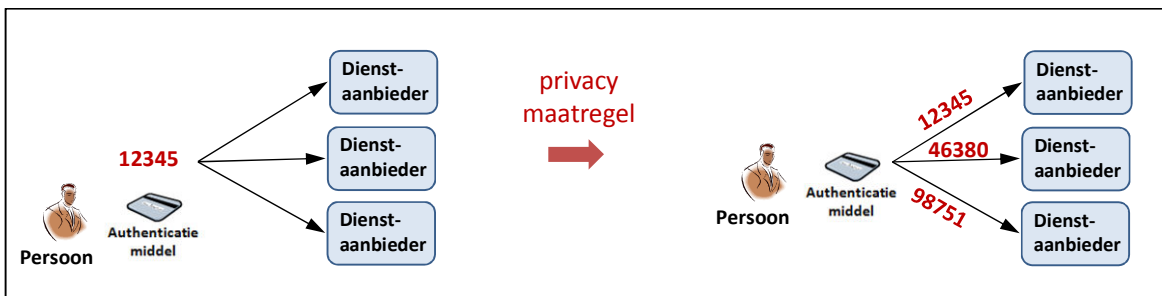 Dienst-
aanbieder
Dienst-
aanbieder
Dienst-
aanbieder
12345
Authenticatie
middel
Persoon
privacy
maatregel
Dienst-
aanbieder
Dienst-
aanbieder
Dienst-
aanbieder
12345
46380
98751
Authenticatie
middel
Persoon